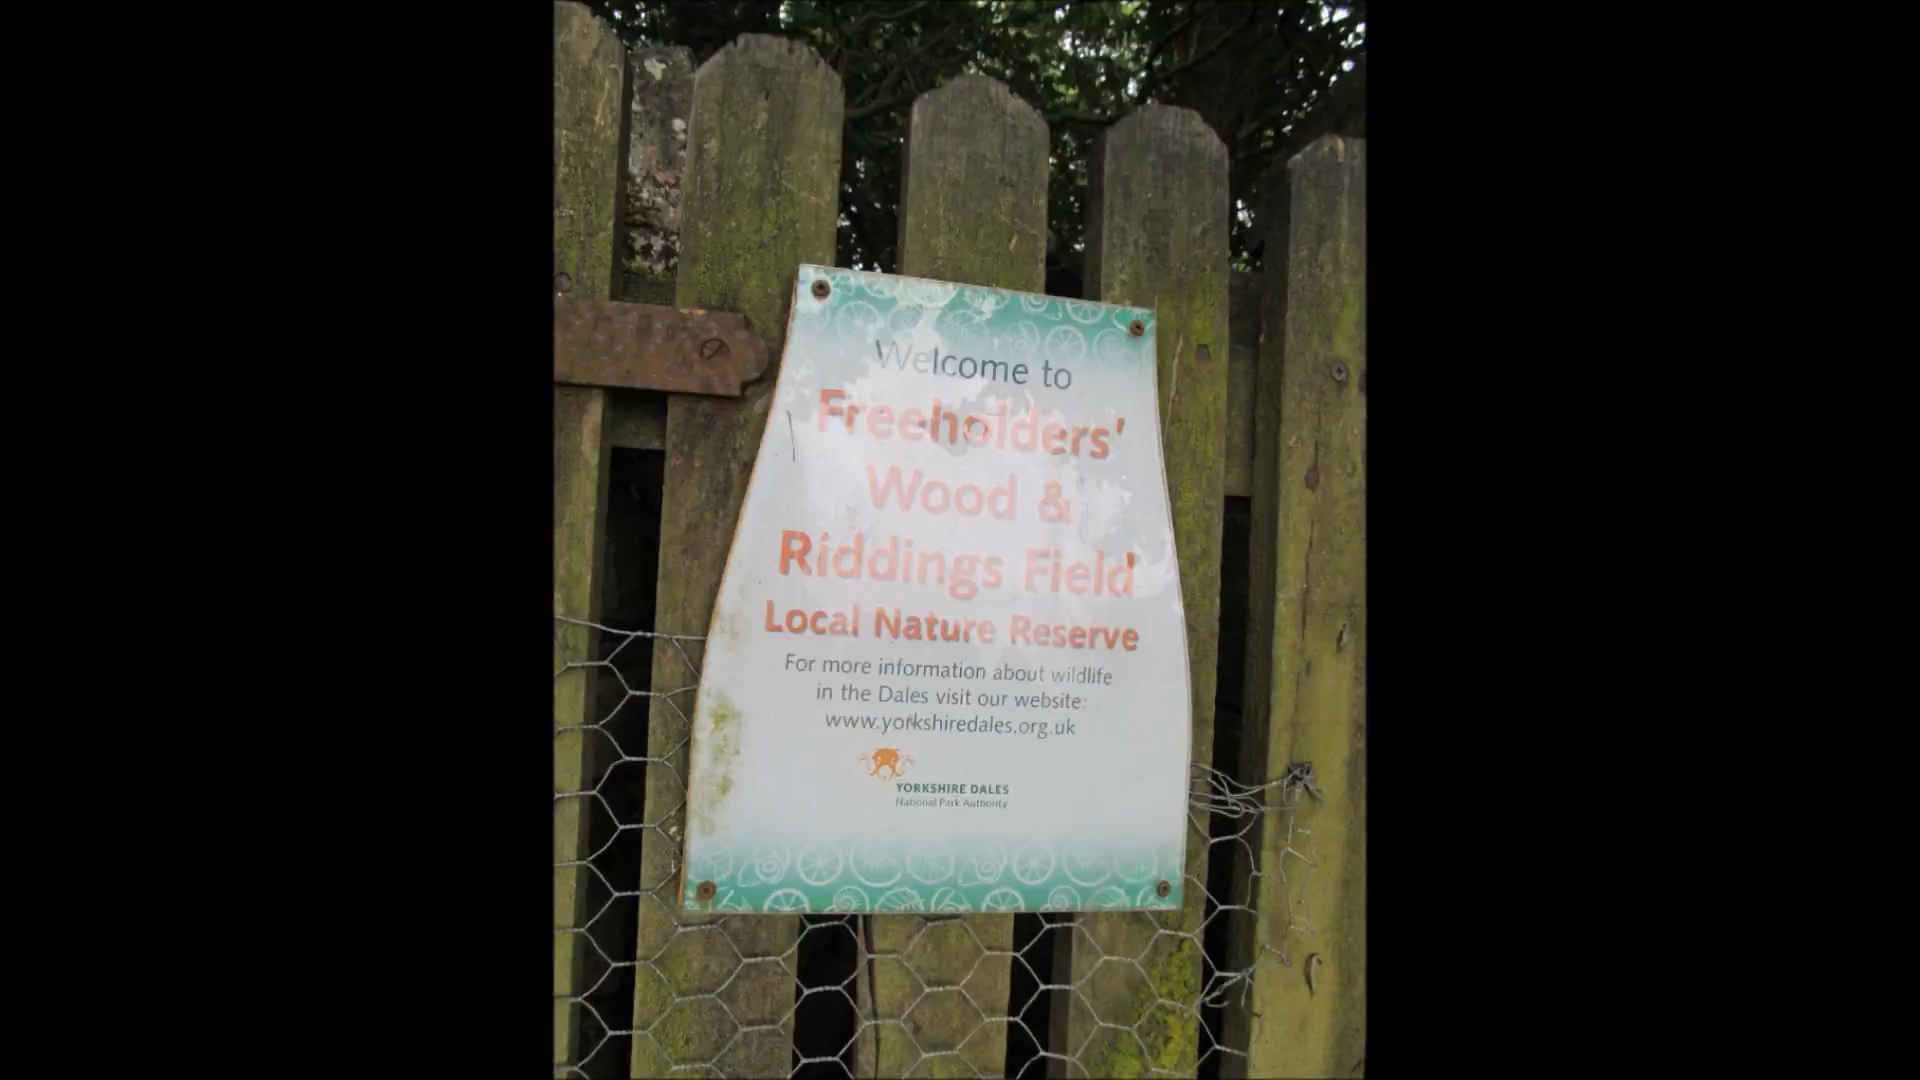 Welcome to
Freeholders'
Wood &
Riddings Field
Local Nature Reserve
For more information about wildlife
in the Dales visit our website:
www.yorkshiredales.org.uk
YORKSHIRE DALES
National Park Authority